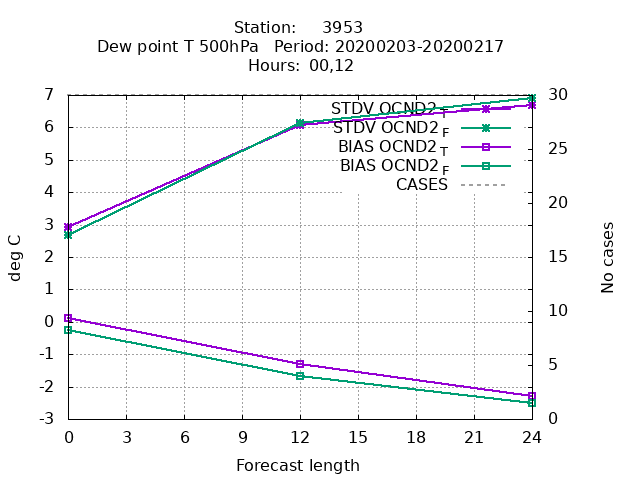 Station:     3953
Dew point T 500hPa   Period: 20200203-20200217
Hours: 00,12
7
6
5
4
3
2
1
0
-1
-2
-3
deg C
STDV OCND2 T
STDV OCND2 F
BIAS OCND2 T
BIAS OCND2 F
CASES
30
25
20
15
10
5
0
No cases
0 3 6 9 12 15 18 21 24
Forecast length